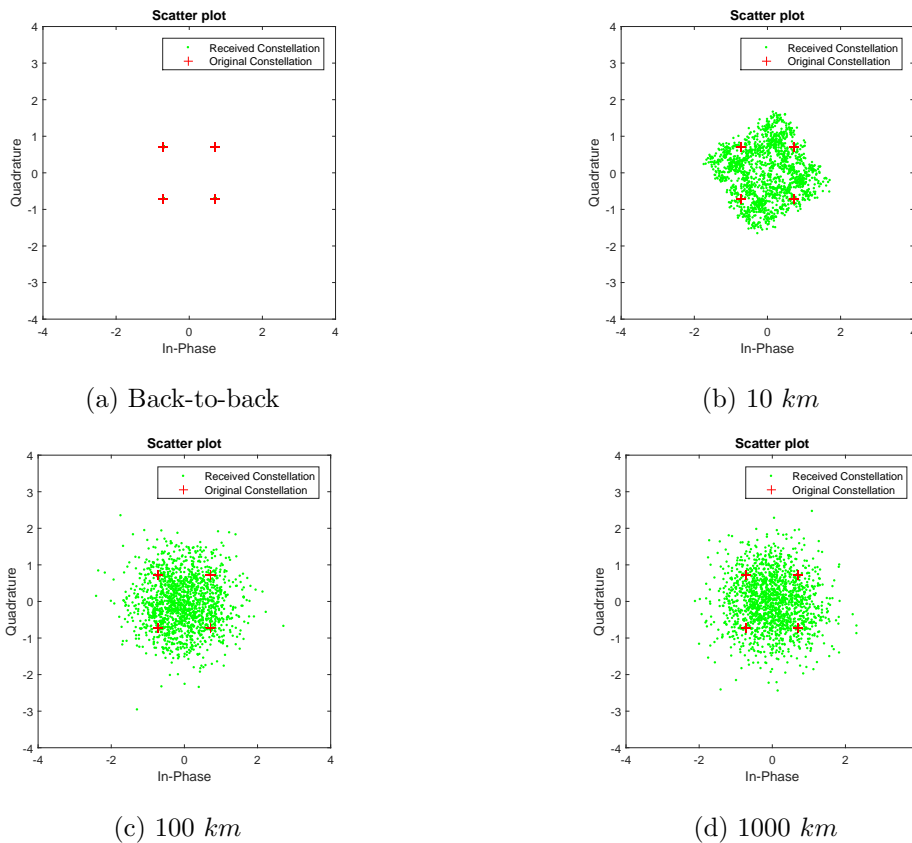 Scatter plot
4
3
2
1
0
-1
-2
-3
-4
Quadrature
-4 -2 0 2 4
In-Phase
Received Constellation
Original Constellation
(a) Back-to-back
Scatter plot
4
3
2
1
0
-1
-2
-3
-4
Quadrature
-4 -2 0 2 4
In-Phase
Received Constellation
Original Constellation
(b) 10 km
Scatter plot
4
3
2
1
0
-1
-2
-3
-4
Quadrature
-4 -2 0 2 4
In-Phase
Received Constellation
Original Constellation
(c) 100 km
Scatter plot
4
3
2
1
0
-1
-2
-3
-4
Quadrature
-4 -2 0 2 4
In-Phase
Received Constellation
Original Constellation
(d) 1000 km